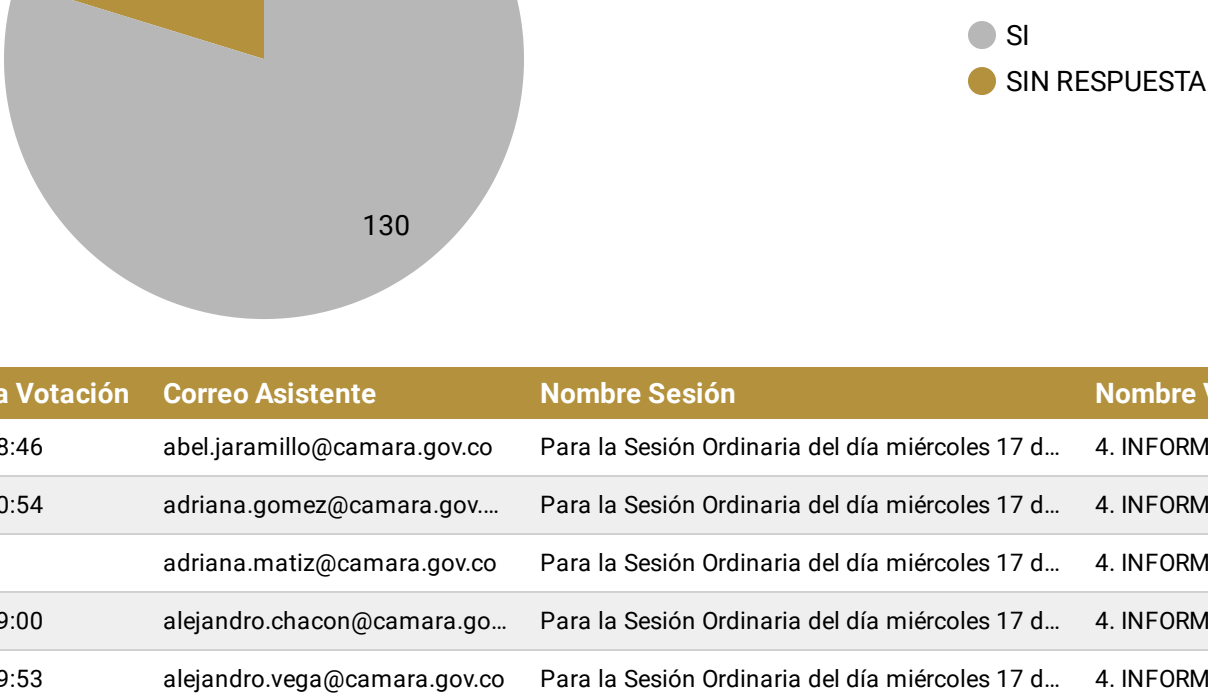 SI
SIN RESPUESTA
130
a Votación Correo Asistente Nombre Sesión Nombre
8:46 abel.jaramillo@camara.gov.co Para la Sesión Ordinaria del día miércoles 17 d... 4. INFORM
0:54 adriana.gomez@camara.gov.... Para la Sesión Ordinaria del día miércoles 17 d... 4. INFORM
adriana.matiz@camara.gov.co Para la Sesión Ordinaria del día miércoles 17 d... 4. INFORM
9:00 alejandro.chacon@camara.go... Para la Sesión Ordinaria del día miércoles 17 d... 4. INFORM
9:53 alejandro.vega@camara.gov.co Para la Sesión Ordinaria del día miércoles 17 d... 4. INFORM